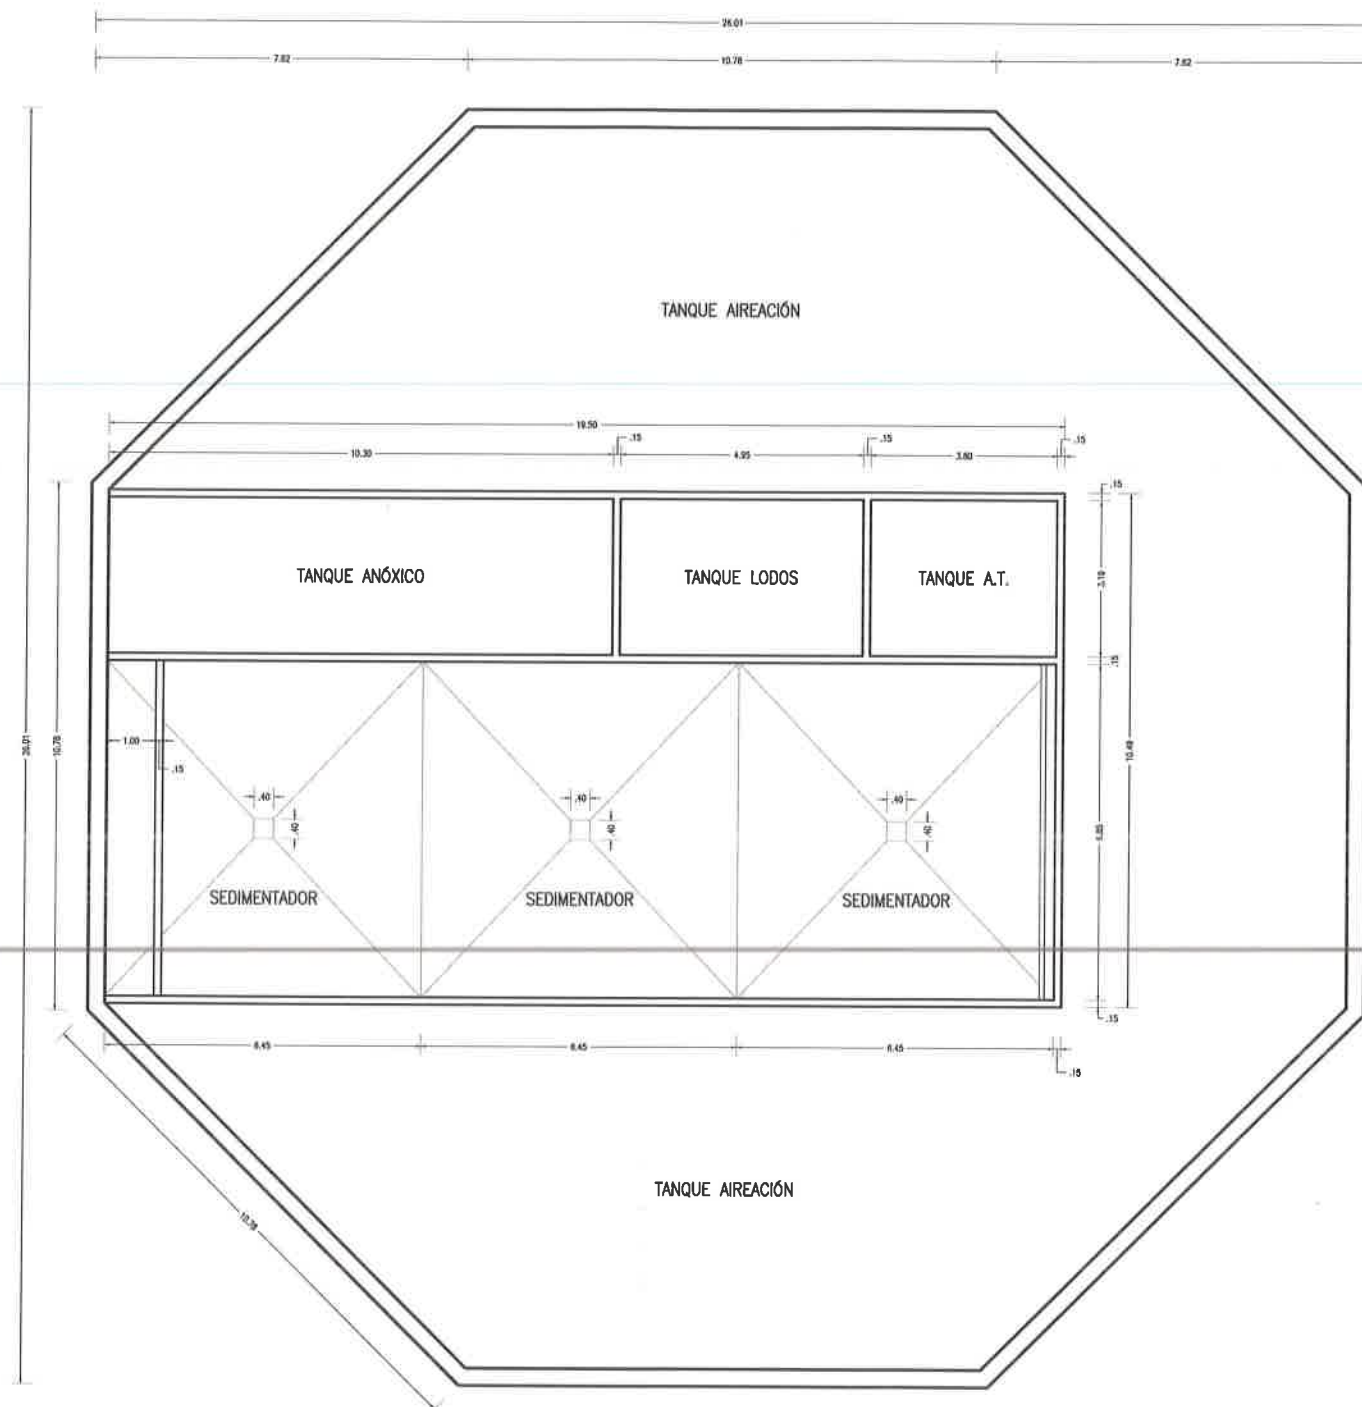 26.01
7.62 10.78 7.62
TANQUE AIREACIÓN
19.50
10.30 .15 4.95 .15 3.80 .15
.15
TANQUE ANÓXICO TANQUE LODOS TANQUE A.T.
3.10
.15
26.01 10.78 1.00 .15 10.49
.40 .40 .40
.40 .40 .40 6.85
SEDIMENTADOR SEDIMENTADOR SEDIMENTADOR
.15
6.45 6.45 6.45
.15
TANQUE AIREACIÓN
10.78